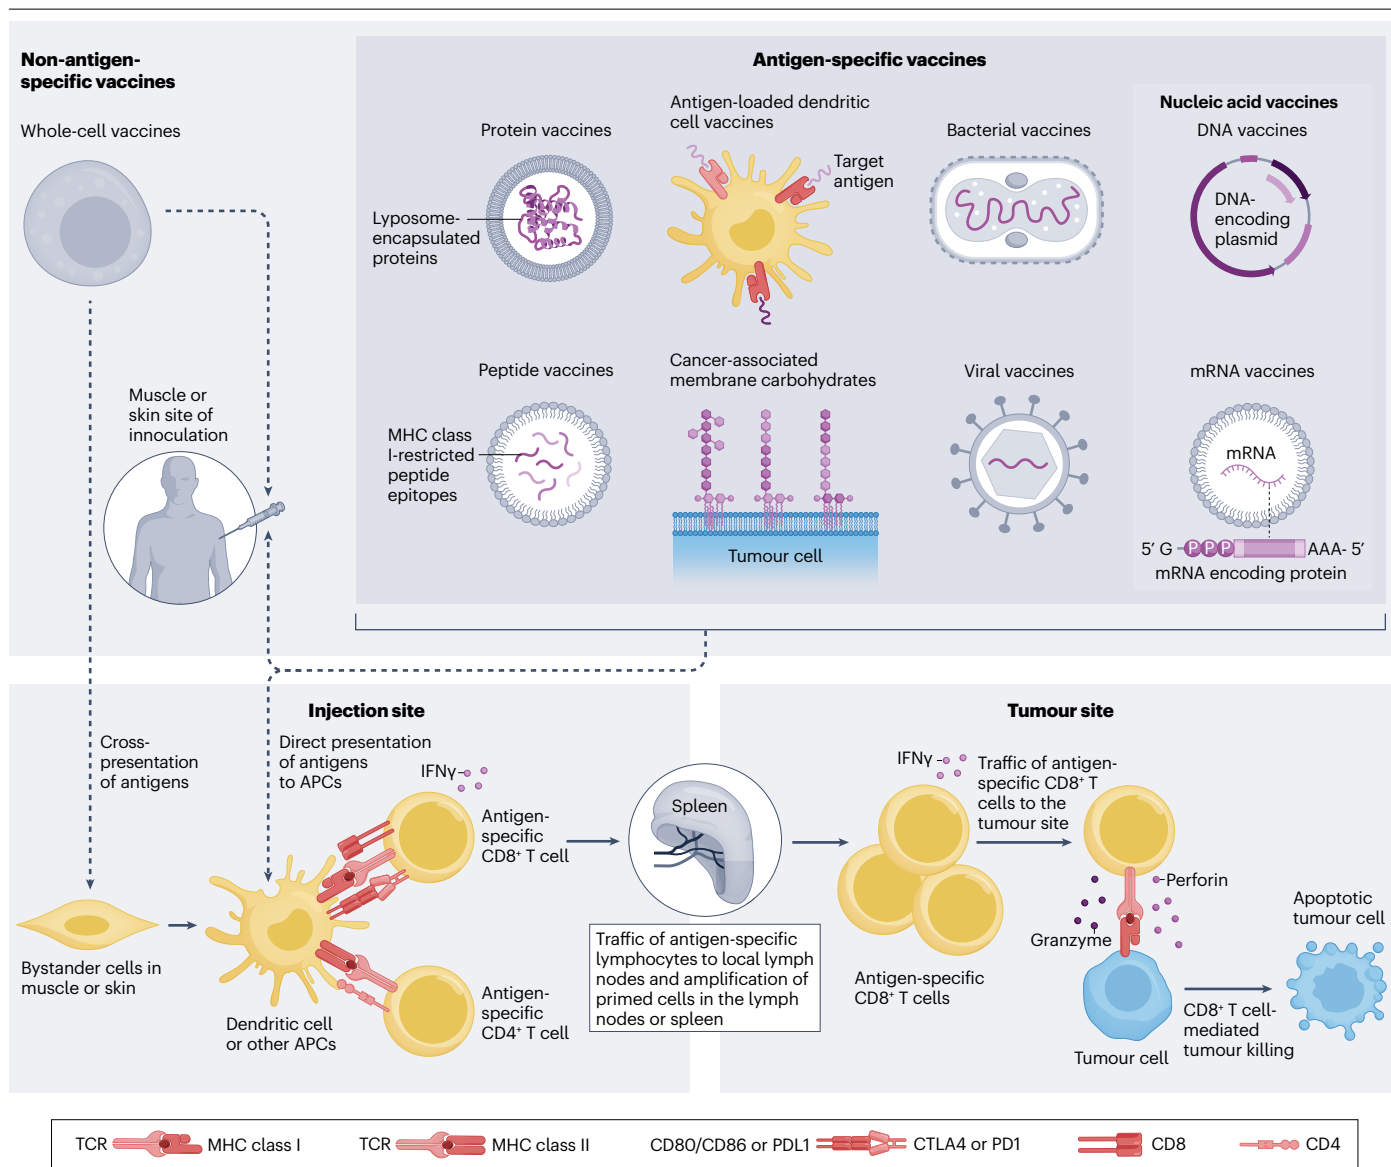 Non-antigen-
specific vaccines
Whole-cell vaccines
Muscle or
skin site of
innoculation
Antigen-specific vaccines
Protein vaccines
Lyposome-
encapsulated
proteins
Antigen-loaded dendritic
cell vaccines
Target
antigen
Bacterial vaccines
Nucleic acid vaccines
DNA vaccines
DNA-
encoding
plasmid
Peptide vaccines
MHC class
I-restricted
peptide
epitopes
Cancer-associated
membrane carbohydrates
Tumour cell
Viral vaccines
mRNA vaccines
mRNA
5′ G PPP AAA- 5′
mRNA encoding protein
Injection site
Cross-
presentation
of antigens
Direct presentation
of antigens
to APCs
IFNγ
Antigen-
specific
CD8⁺ T cell
Bystander cells in
muscle or skin
Dendritic cell
or other APCs
Antigen-
specific
CD4⁺ T cell
Spleen
Traffic of antigen-specific
lymphocytes to local lymph
nodes and amplification of
primed cells in the lymph
nodes or spleen
Tumour site
IFNγ
Traffic of antigen-
specific CD8⁺ T
cells to the
tumour site
Antigen-specific
CD8⁺ T cells
Perforin
Granzyme
Tumour cell
CD8⁺ T cell-
mediated
tumour killing
Apoptotic
tumour cell
TCR MHC class I
TCR MHC class II
CD80/CD86 or PDL1 CTLA4 or PD1
CD8
CD4